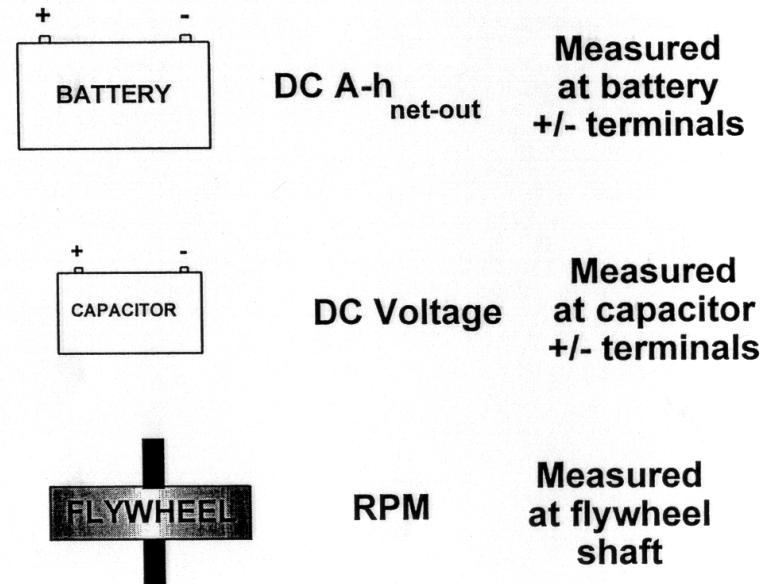 + -
BATTERY
DC A-h net-out
Measured
at battery
+/- terminals
+ -
CAPACITOR
DC Voltage
Measured
at capacitor
+/- terminals
FLYWHEEL
RPM
Measured
at flywheel
shaft